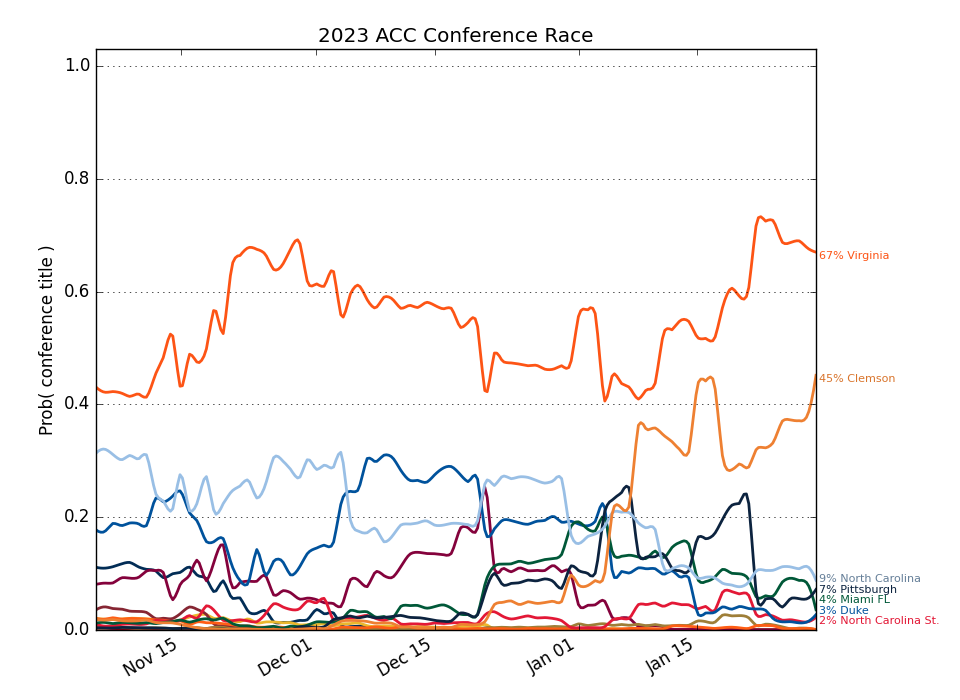 2023 ACC Conference Race
Prob( conference title )
1.0
0.8
0.6
0.4
0.2
0.0
67% Virginia
45% Clemson
9% North Carolina
7% Pittsburgh
4% Miami FL
3% Duke
2% North Carolina St.
Nov 15
Dec 01
Dec 15
Jan 01
Jan 15